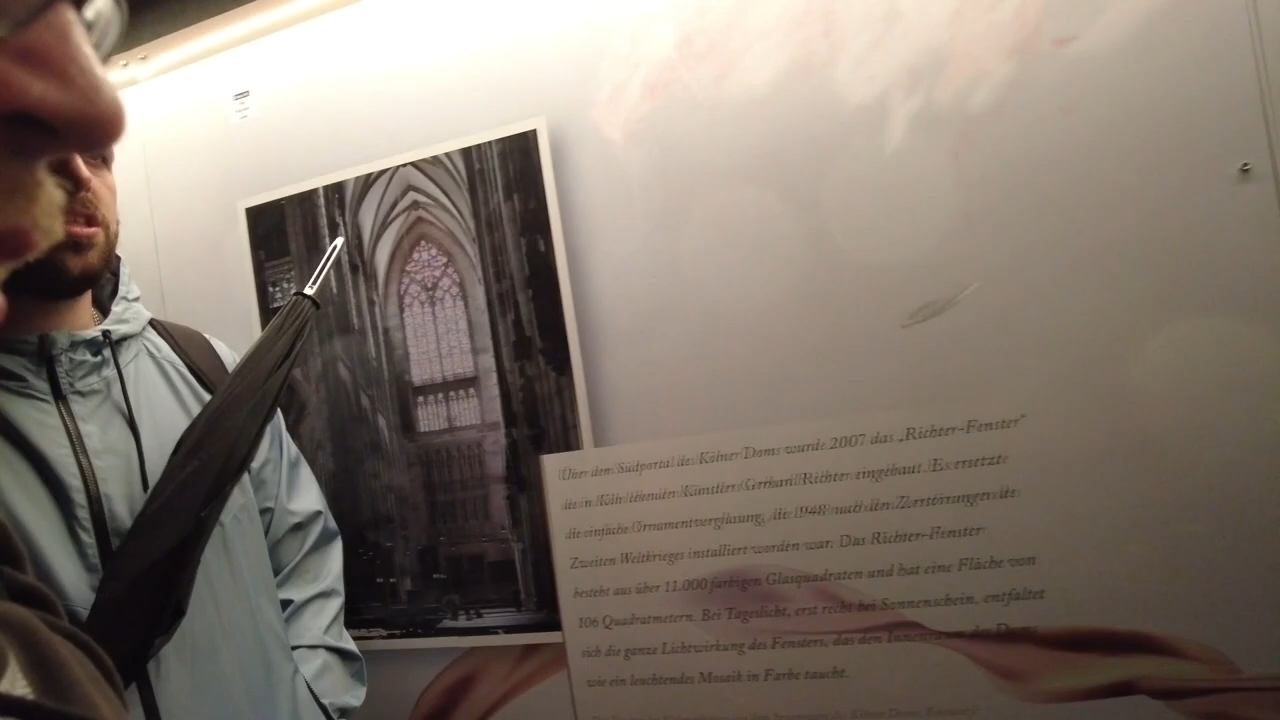 Über dem Südportal des Kölner Doms wurde 2007 das „Richter-Fenster“
des in Köln lebenden Künstlers Gerhard Richter eingebaut. Es ersetzte
die einfache Ornamentverglasung, die 1948 nach den Zerstörungen des
Zweiten Weltkrieges installiert worden war. Das Richter-Fenster
besteht aus über 11.000 farbigen Glasquadraten und hat eine Fläche von
106 Quadratmetern. Bei Tageslicht, erst recht bei Sonnenschein, entfaltet
sich die ganze Lichtwirkung des Fensters, das den Innenraum des Doms
wie ein leuchtendes Mosaik in Farbe taucht.